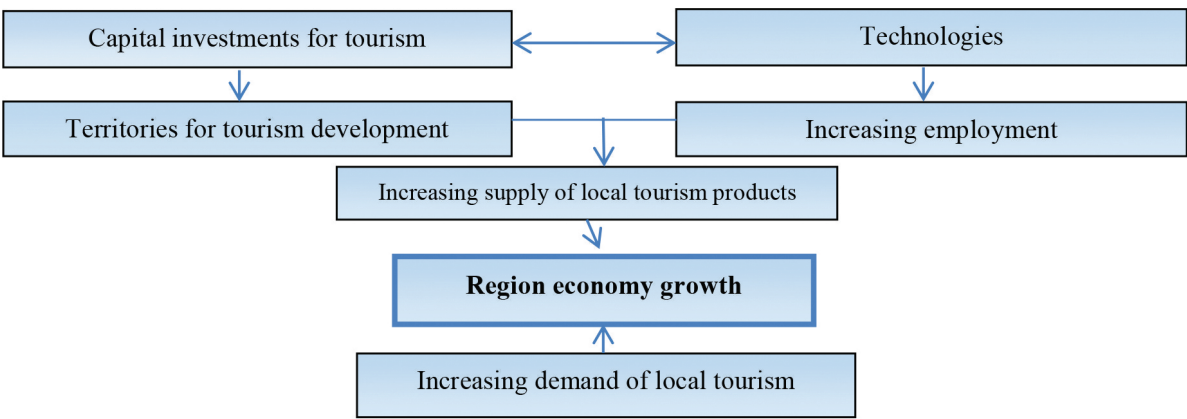 Capital investments for tourism
Technologies
Territories for tourism development
Increasing employment
Increasing supply of local tourism products
Region economy growth
Increasing demand of local tourism